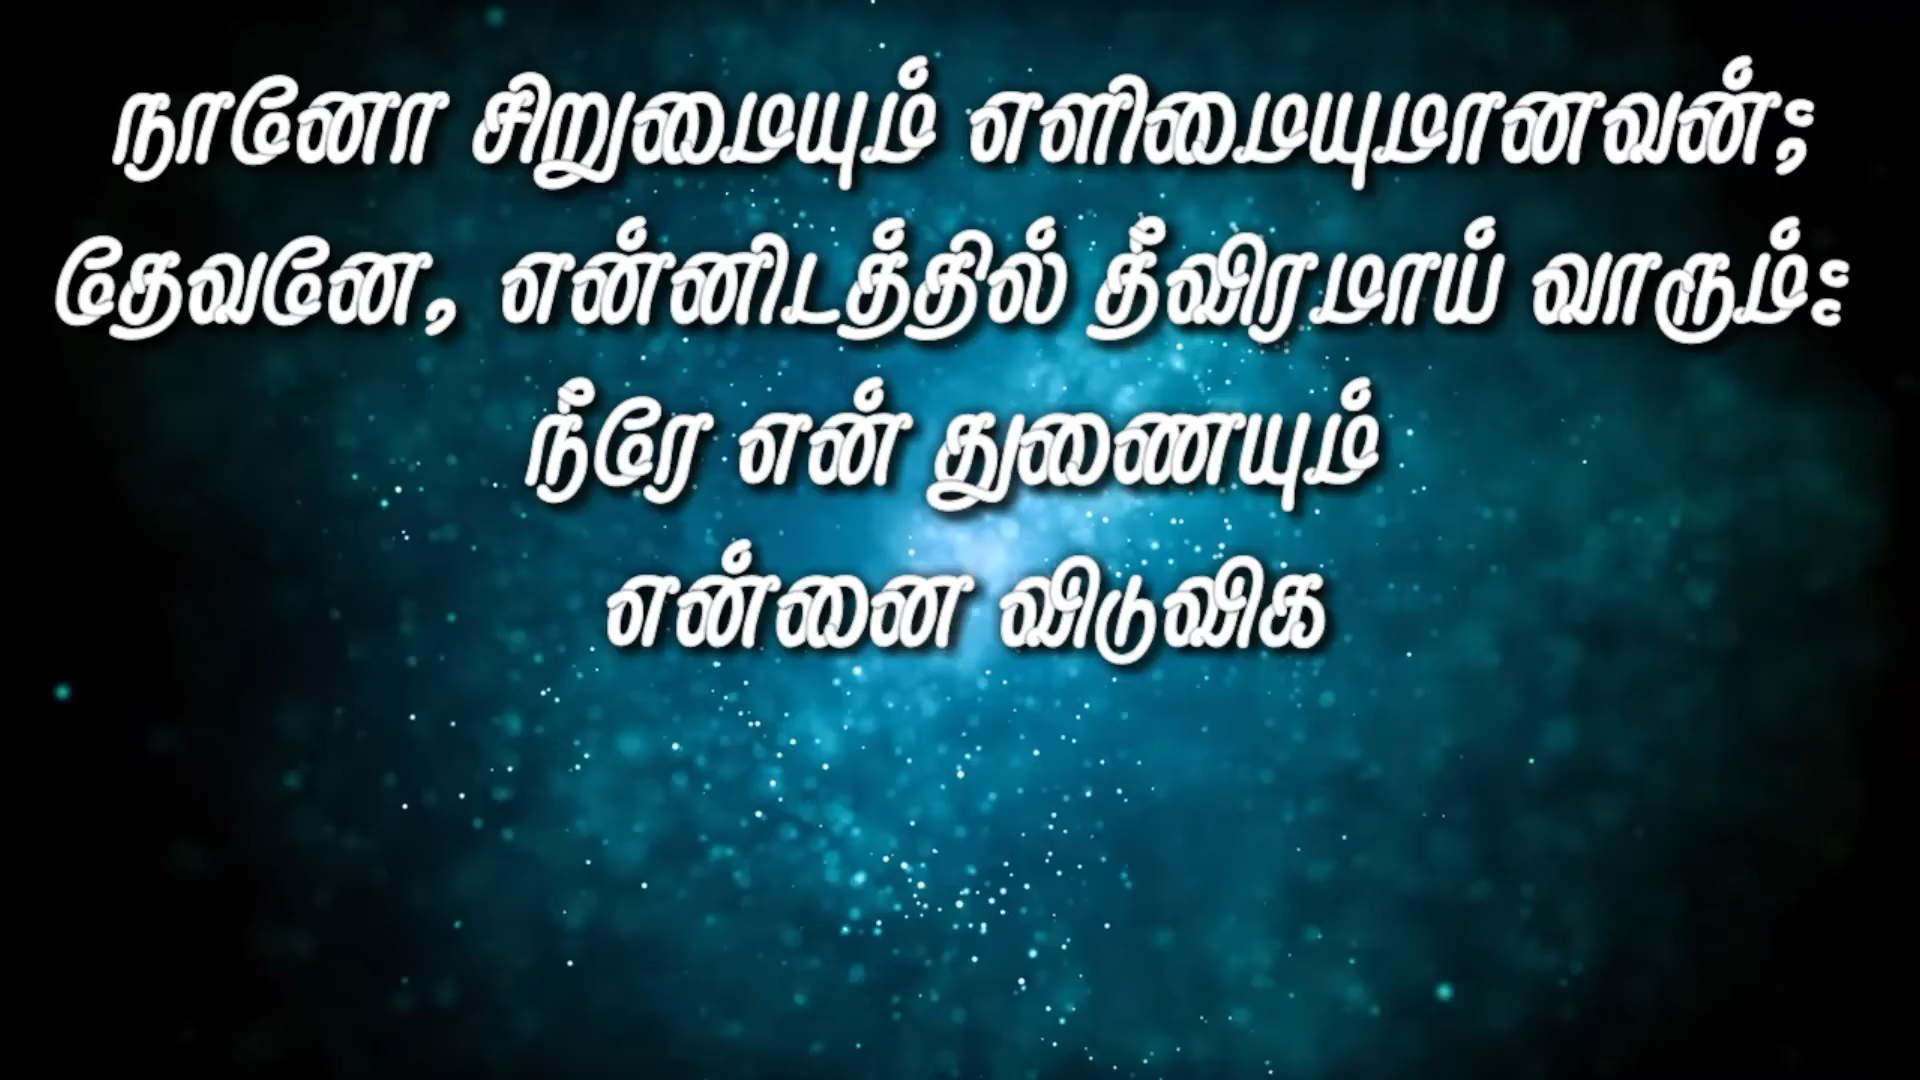 நானோ சிறுமையும் எளிமையுமானவன்;
தேவனே, என்னிடத்தில் தீவிரமாய் வாரும்:
நீரே என் துணையும்
என்னை விடுவிக